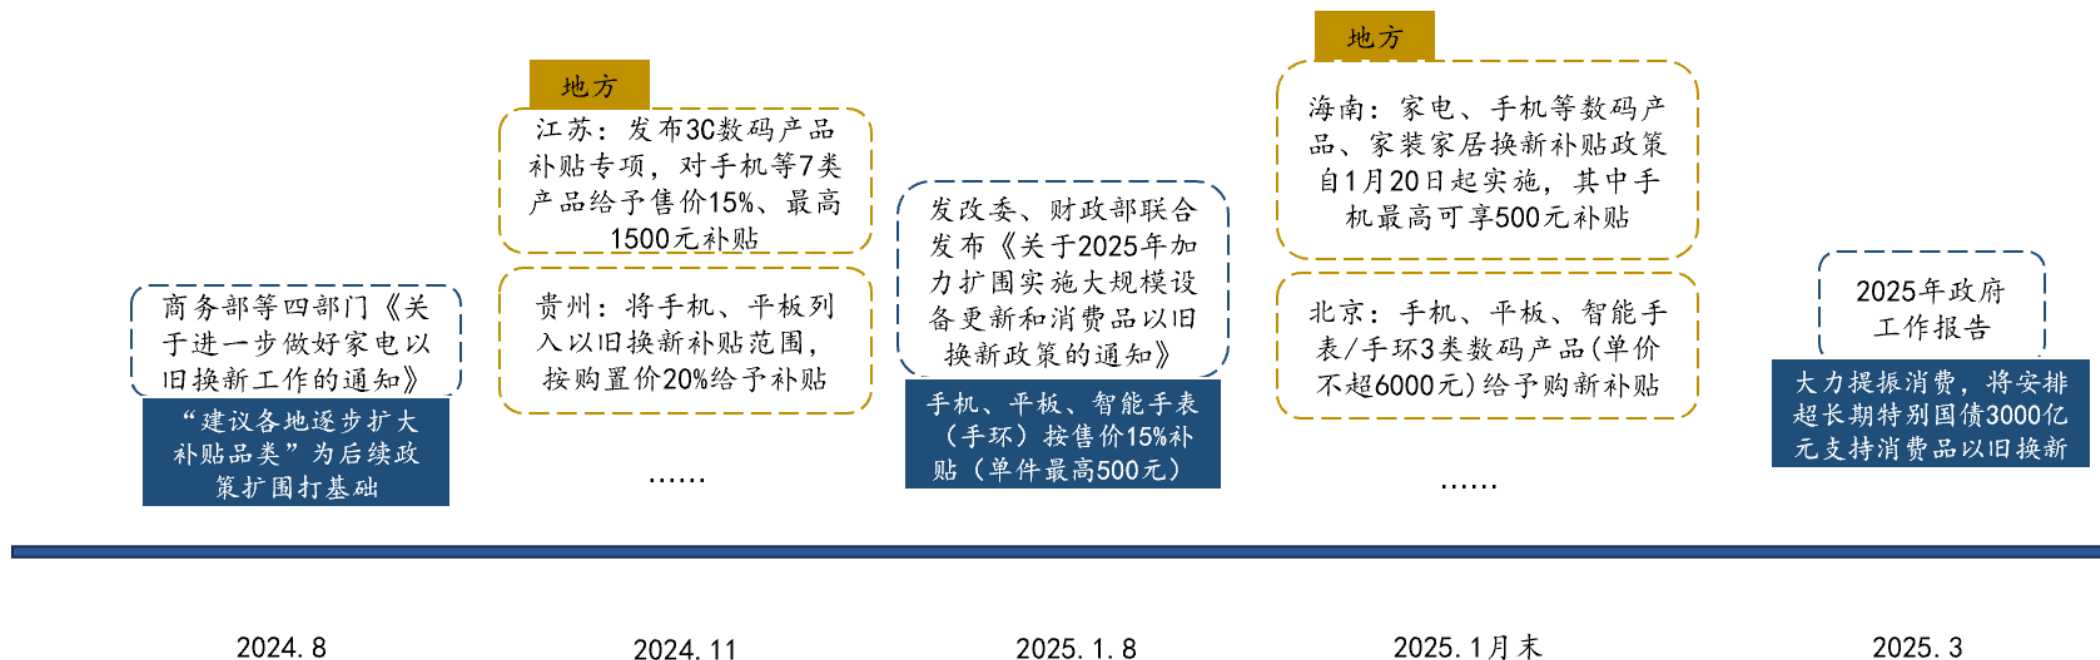 商务部等四部门《关
于进一步做好家电以
旧换新工作的通知》
“建议各地逐步扩大
补贴品类”为后续政
策扩围打基础
2024.8
地方
江苏：发布3C数码产品
补贴专项，对手机等7类
产品给予售价15%、最高
1500元补贴
贵州：将手机、平板列
入以旧换新补贴范围，
按购置价20%给予补贴
......
2024.11
发改委、财政部联合
发布《关于2025年加
力扩围实施大规模设
备更新和消费品以旧
换新政策的通知》
手机、平板、智能手表
（手环）按售价15%补
贴（单件最高500元）
2025.1.8
地方
海南：家电、手机等数码产
品、家装家居换新补贴政策
自1月20日起实施，其中手
机最高可享500元补贴
北京：手机、平板、智能手
表/手环3类数码产品(单价
不超6000元)给予购新补贴
......
2025.1月末
2025年政府
工作报告
大力提振消费，将安排
超长期特别国债3000亿
元支持消费品以旧换新
2025.3